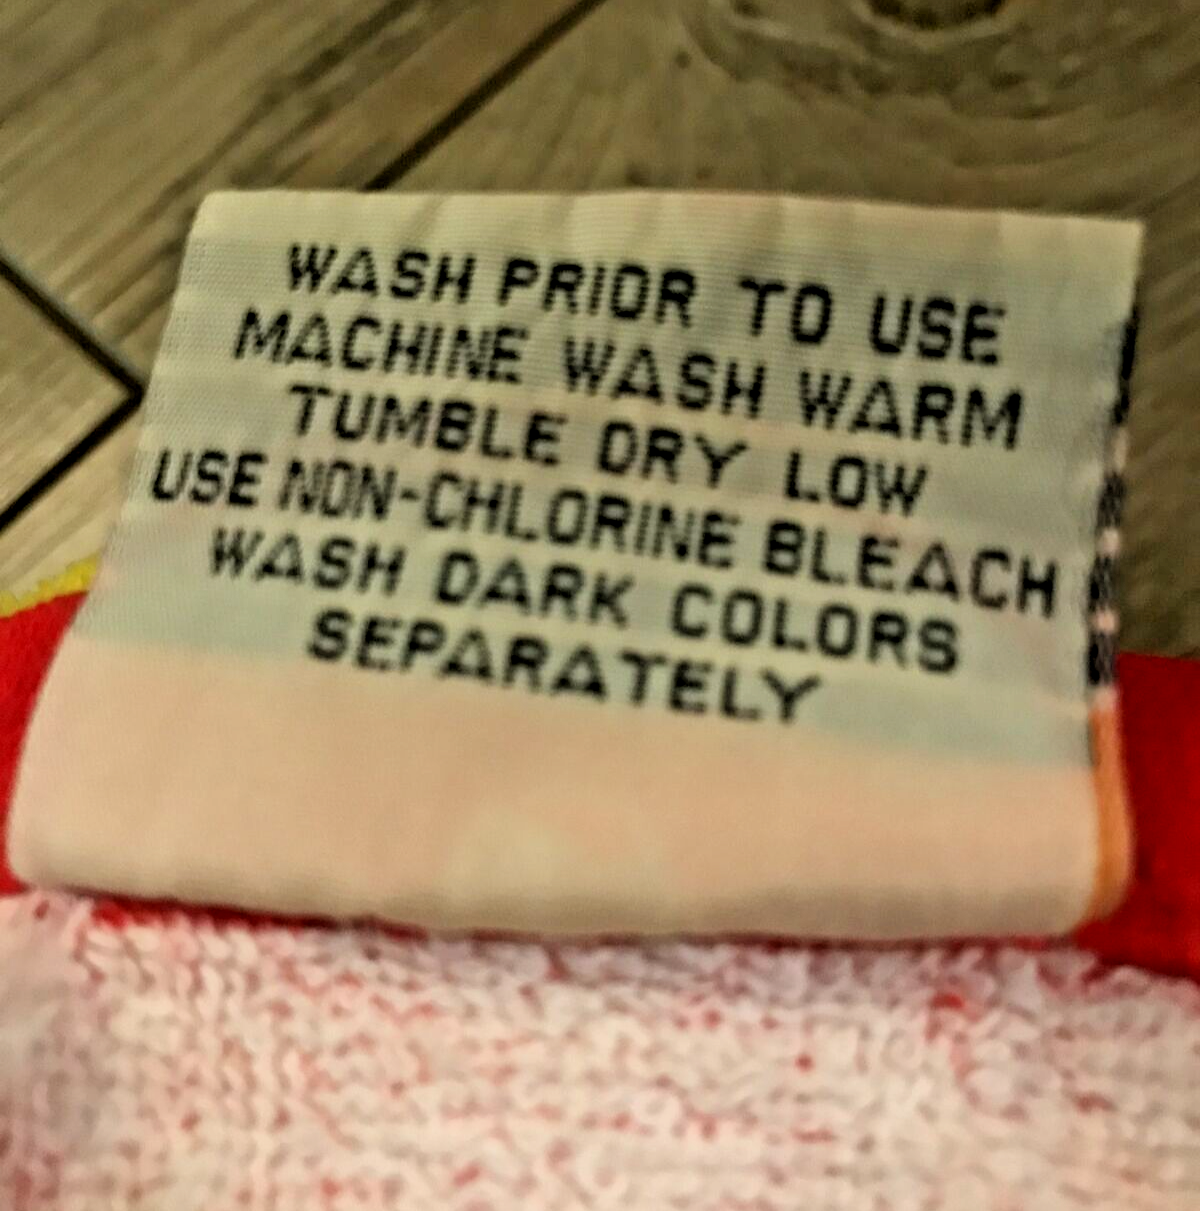 WASH PRIOR TO USE
MACHINE WASH WARM
TUMBLE DRY LOW
USE NON-CHLORINE BLEACH
WASH DARK COLORS
SEPARATELY